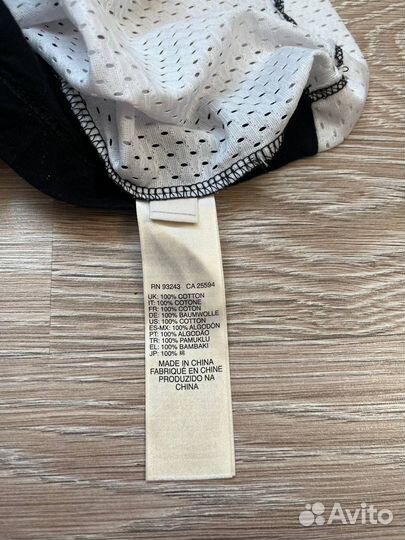 RN 93243 CA 25594
UK: 100% COTTON
IT: 100% COTONE
FR: 100% COTON
DE: 100% BAUMWOLLE
US: 100% COTTON
ES-MX: 100% ALGODÓN
PT: 100% ALGODÃO
TR: 100% PAMUKLU
EL: 100% BAMBAKI
JP: 100% 綿
MADE IN CHINA
FABRIQUÉ EN CHINE
PRODUZIDO NA
CHINA
Avito